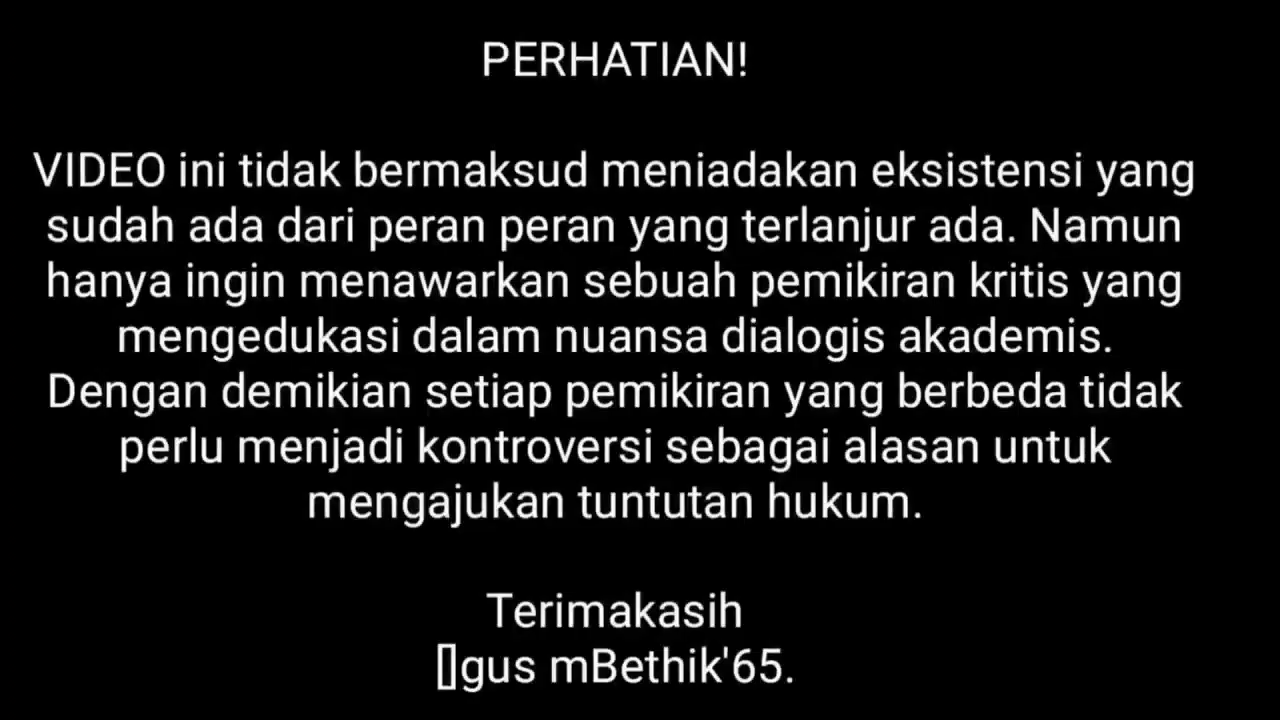 PERHATIAN!
VIDEO ini tidak bermaksud meniadakan eksistensi yang
sudah ada dari peran peran yang terlanjur ada. Namun
hanya ingin menawarkan sebuah pemikiran kritis yang
mengedukasi dalam nuansa dialogis akademis.
Dengan demikian setiap pemikiran yang berbeda tidak
perlu menjadi kontroversi sebagai alasan untuk
mengajukan tuntutan hukum.
Terimakasih
[]gus mBethik'65.